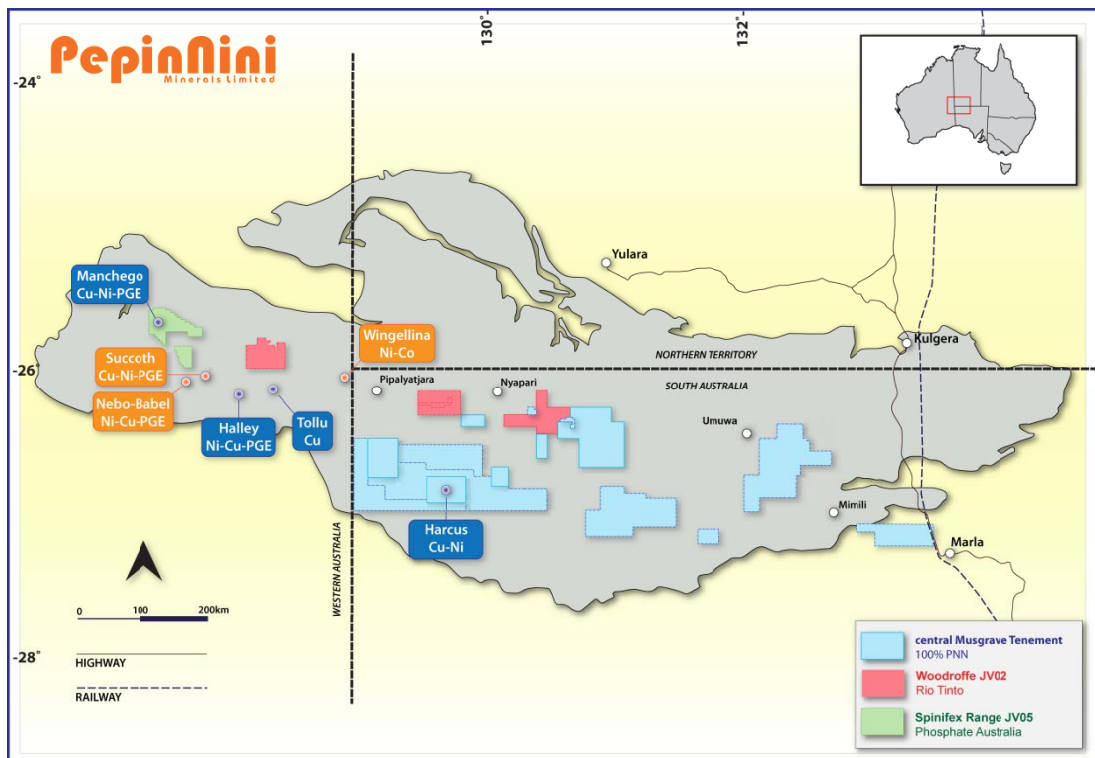 PepinNini
Minerals Limited
130°
132°
-24°
Manchego
Cu-Ni-PGE
Succoth
Cu-Ni-PGE
Nebo-Babel
Ni-Cu-PGE
Halley
Ni-Cu-PGE
Tollu
Cu
Wingellina
Ni-Co
Yulara
Kulgera
NORTHERN TERRITORY
SOUTH AUSTRALIA
-26°
Pipalyatjara
Nyapari
Umuwa
Mimili
Marla
Harcus
Cu-Ni
WESTERN AUSTRALIA
0 100 200km
HIGHWAY
RAILWAY
-28°
central Musgrave Tenement
100% PNN
Woodroffe JV02
Rio Tinto
Spinifex Range JV05
Phosphate Australia